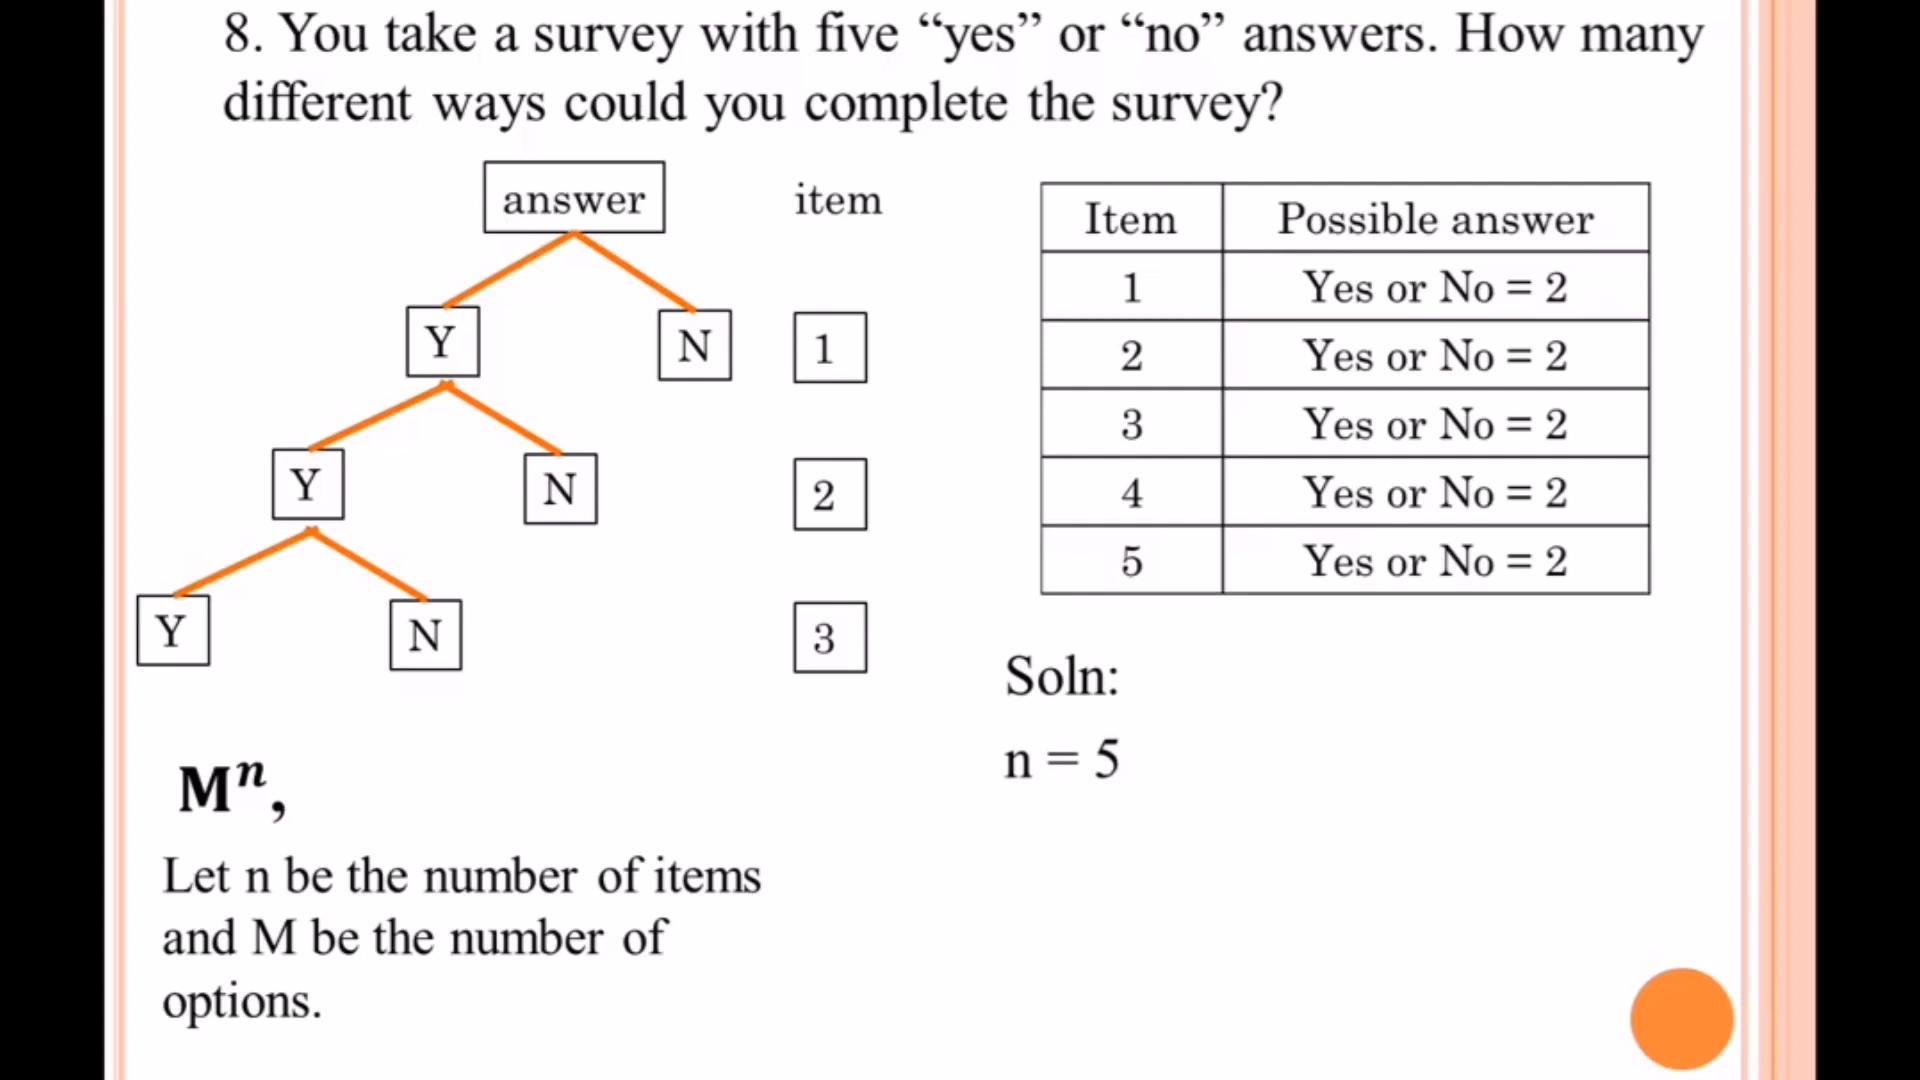 8. You take a survey with five “yes” or “no” answers. How many
different ways could you complete the survey?
answer
item
Y
N
1
Y
N
2
Y
N
3
Item Possible answer
1 Yes or No = 2
2 Yes or No = 2
3 Yes or No = 2
4 Yes or No = 2
5 Yes or No = 2
Soln:
n = 5
Mⁿ,
Let n be the number of items
and M be the number of
options.